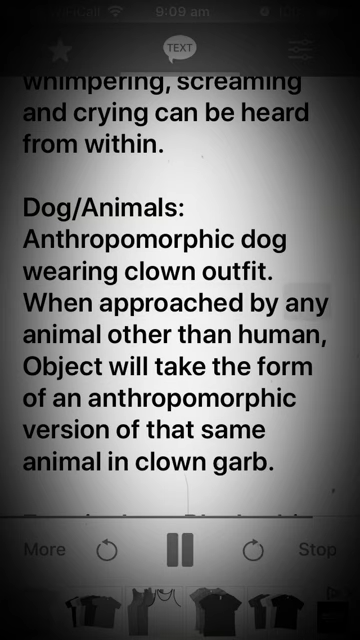 9:09 am
TEXT
whimpering, screaming
and crying can be heard
from within.
Dog/Animals:
Anthropomorphic dog
wearing clown outfit.
When approached by any
animal other than human,
Object will take the form
of an anthropomorphic
version of that same
animal in clown garb.
More
Stop